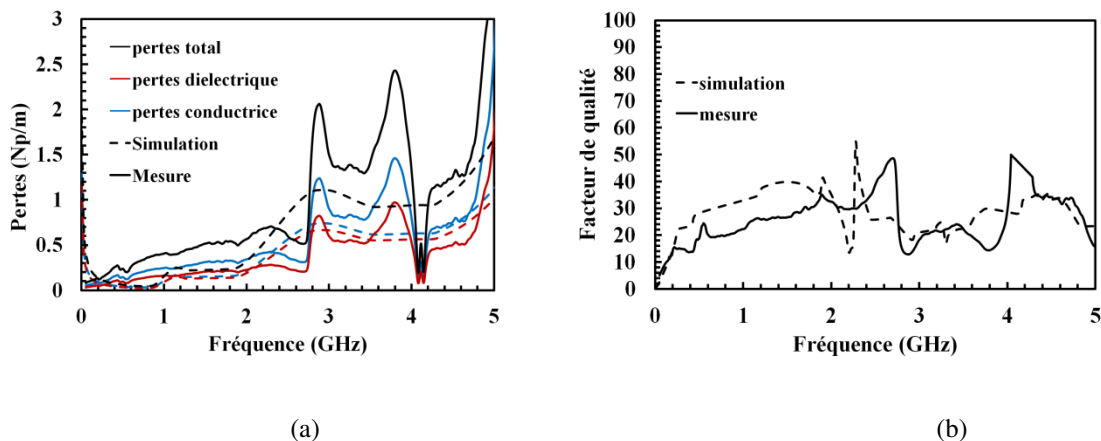 3
2.5
2
1.5
1
0.5
0
Pertes (Np/m)
pertes total
pertes dielectrique
pertes conductrice
Simulation
Mesure
0 1 2 3 4 5
Fréquence (GHz)
(a)
100
90
80
70
60
50
40
30
20
10
0
Facteur de qualité
simulation
mesure
0 1 2 3 4 5
Fréquence (GHz)
(b)